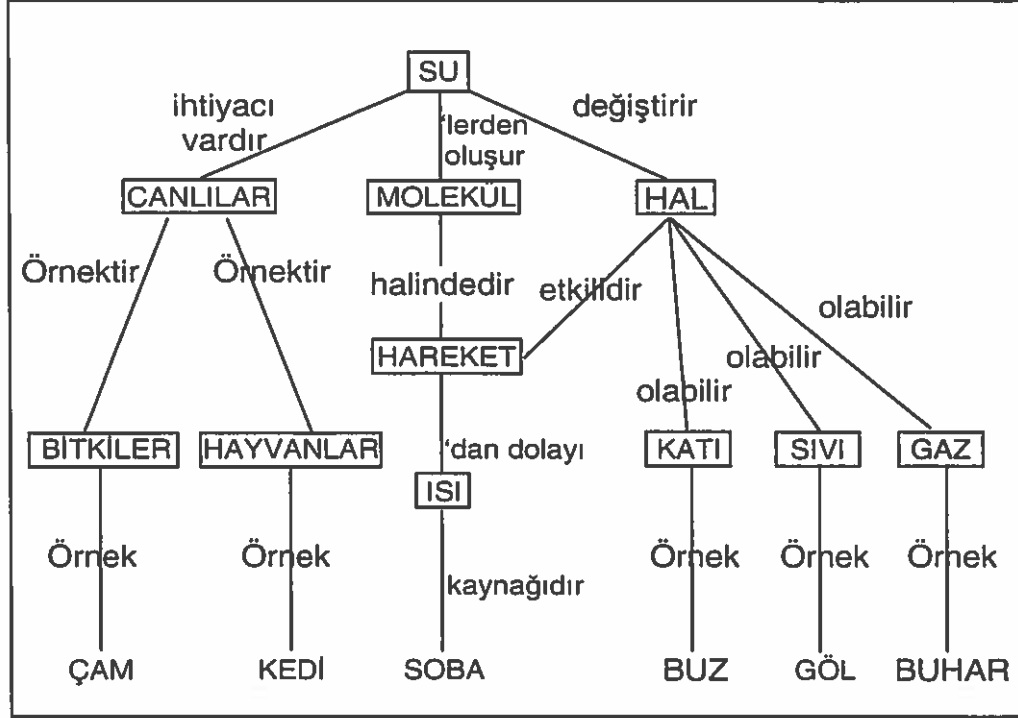 SU
ihtiyacı
vardır
'lerden
oluşur
değiştirir
CANLILAR
MOLEKÜL
HAL
Örnektir
Örnektir
halindedir
etkilidir
olabilir
olabilir
olabilir
HAREKET
BİTKİLER
HAYVANLAR
'dan dolayı
KATI
SIVI
GAZ
ISI
Örnek
Örnek
kaynağıdır
Örnek
Örnek
Örnek
ÇAM
KEDİ
SOBA
BUZ
GÖL
BUHAR